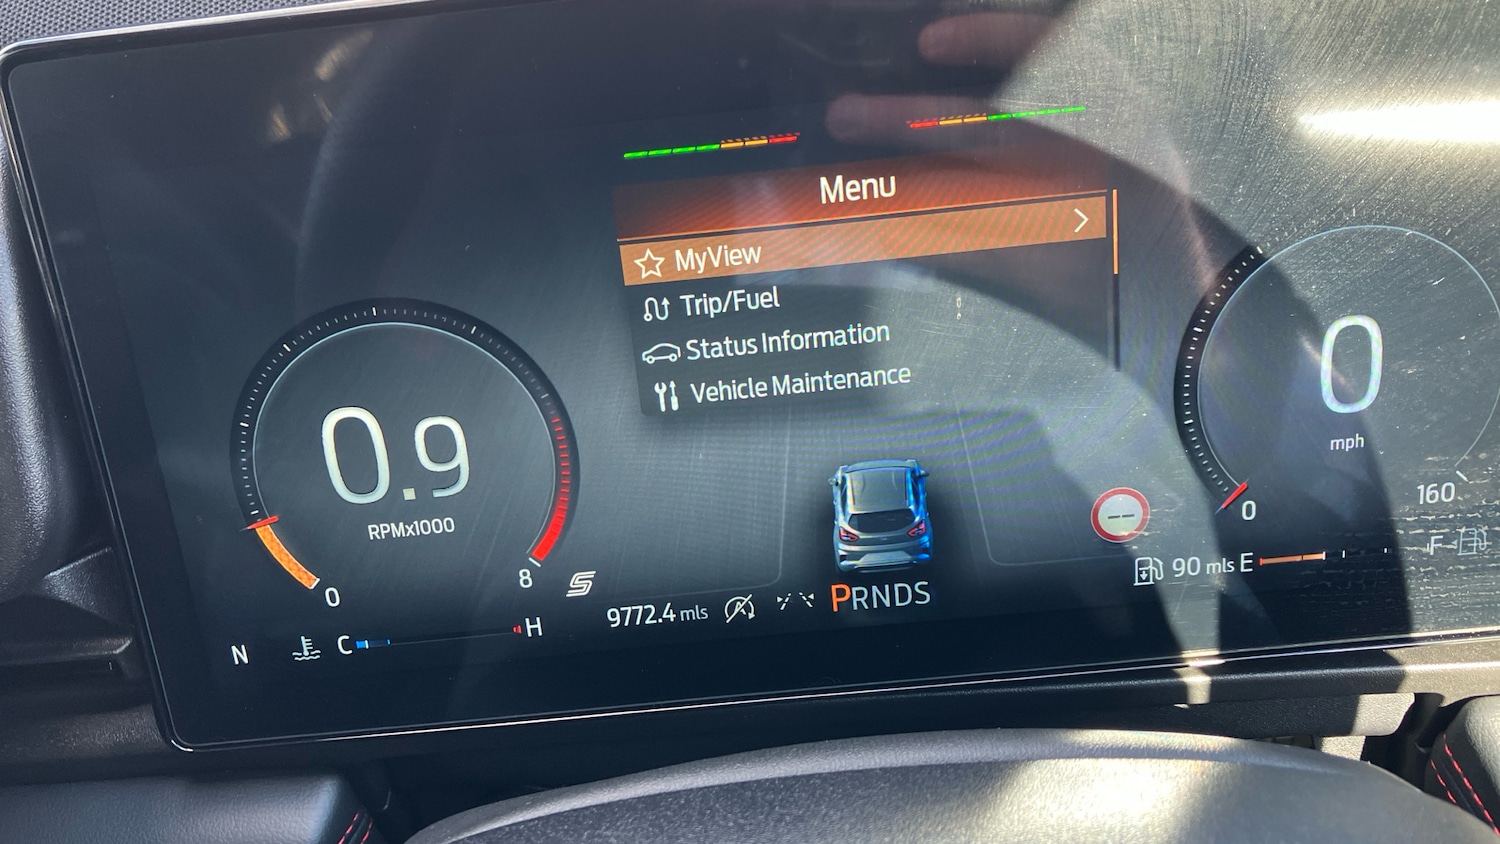 Menu
MyView
Trip/Fuel
Status Information
Vehicle Maintenance
0.9
RPMx1000
0
8
0
mph
0
160
90 mls E
F
N
C
H
9772.4 mls
A
PRNDS